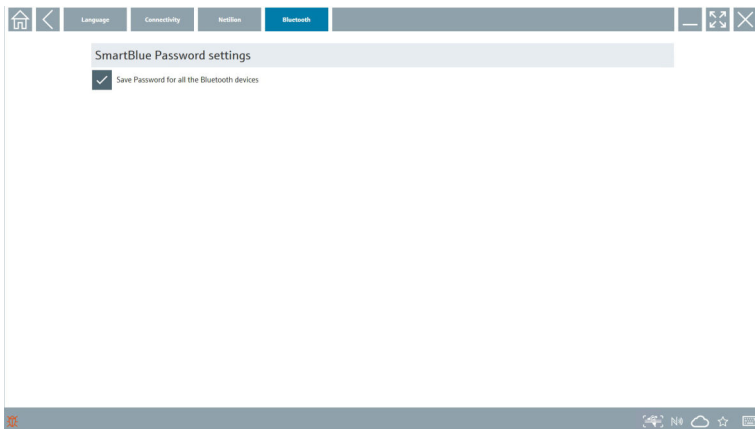 Language Connectivity Netilion Bluetooth
SmartBlue Password settings
Save Password for all the Bluetooth devices